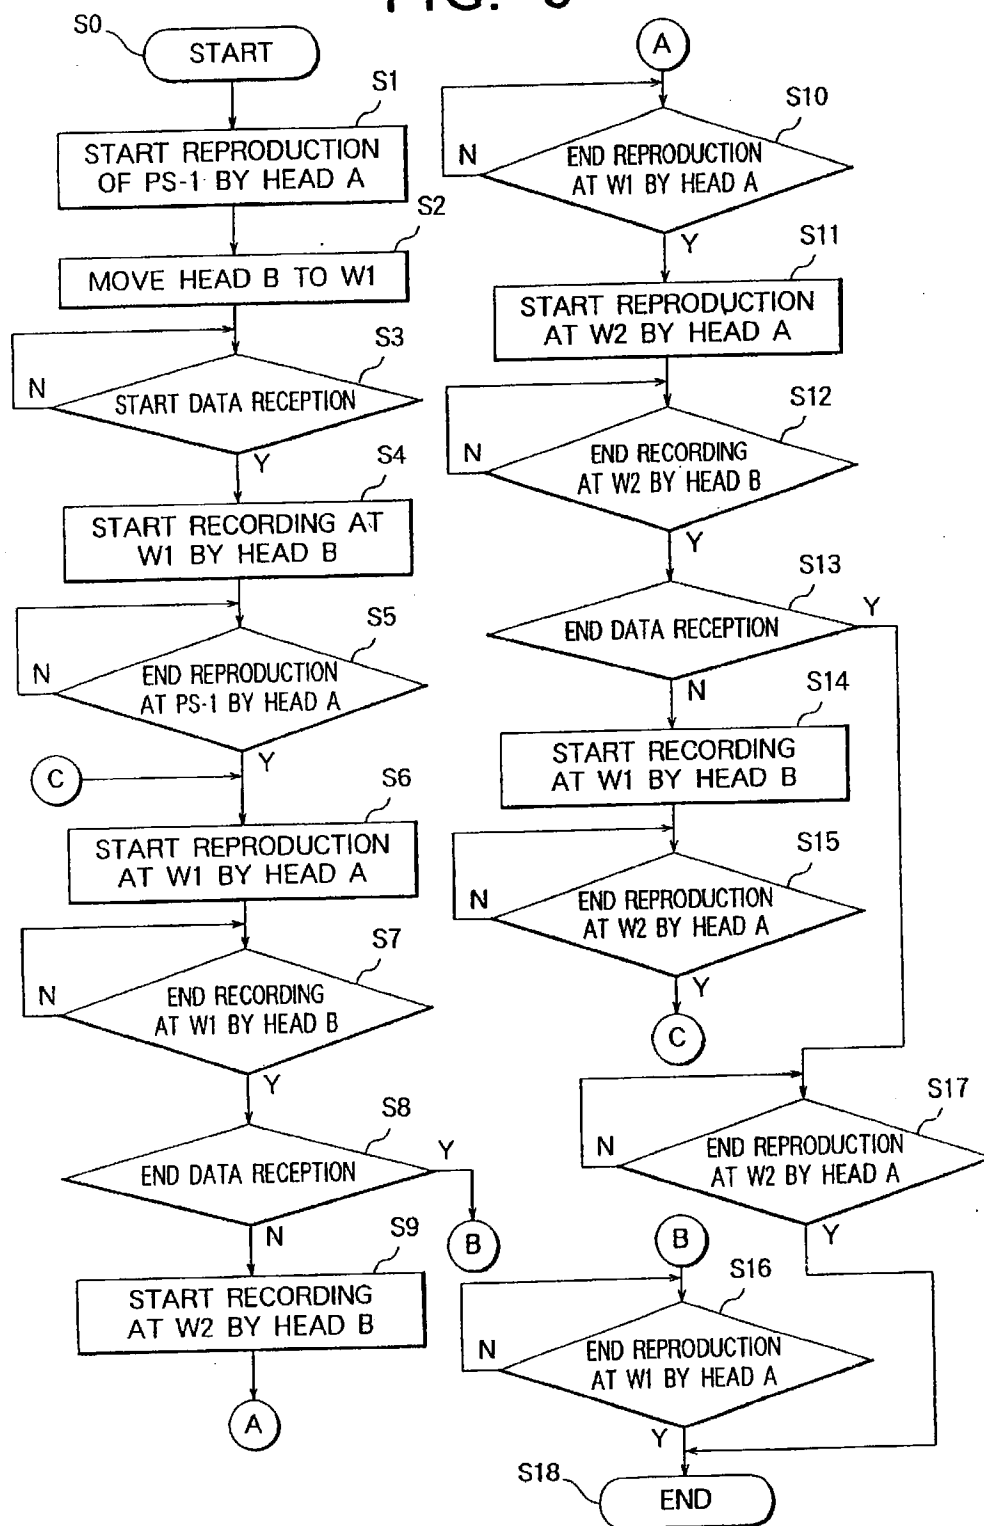 FIG.
S0
START
S1
START REPRODUCTION
OF PS-1 BY HEAD A
S2
MOVE HEAD B TO W1
S3
N
START DATA RECEPTION
Y
S4
START RECORDING AT
W1 BY HEAD B
S5
N
END REPRODUCTION
AT PS-1 BY HEAD A
Y
C
S6
START REPRODUCTION
AT W1 BY HEAD A
S7
N
END RECORDING
AT W1 BY HEAD B
Y
S8
END DATA RECEPTION
Y
B
N
S9
START RECORDING
AT W2 BY HEAD B
A
A
S10
N
END REPRODUCTION
AT W1 BY HEAD A
Y
S11
START REPRODUCTION
AT W2 BY HEAD A
S12
N
END RECORDING
AT W2 BY HEAD B
Y
S13
END DATA RECEPTION
Y
N
S14
START RECORDING
AT W1 BY HEAD B
S15
N
END REPRODUCTION
AT W2 BY HEAD A
Y
C
S17
N
END REPRODUCTION
AT W2 BY HEAD A
Y
B
S16
N
END REPRODUCTION
AT W1 BY HEAD A
Y
S18
END